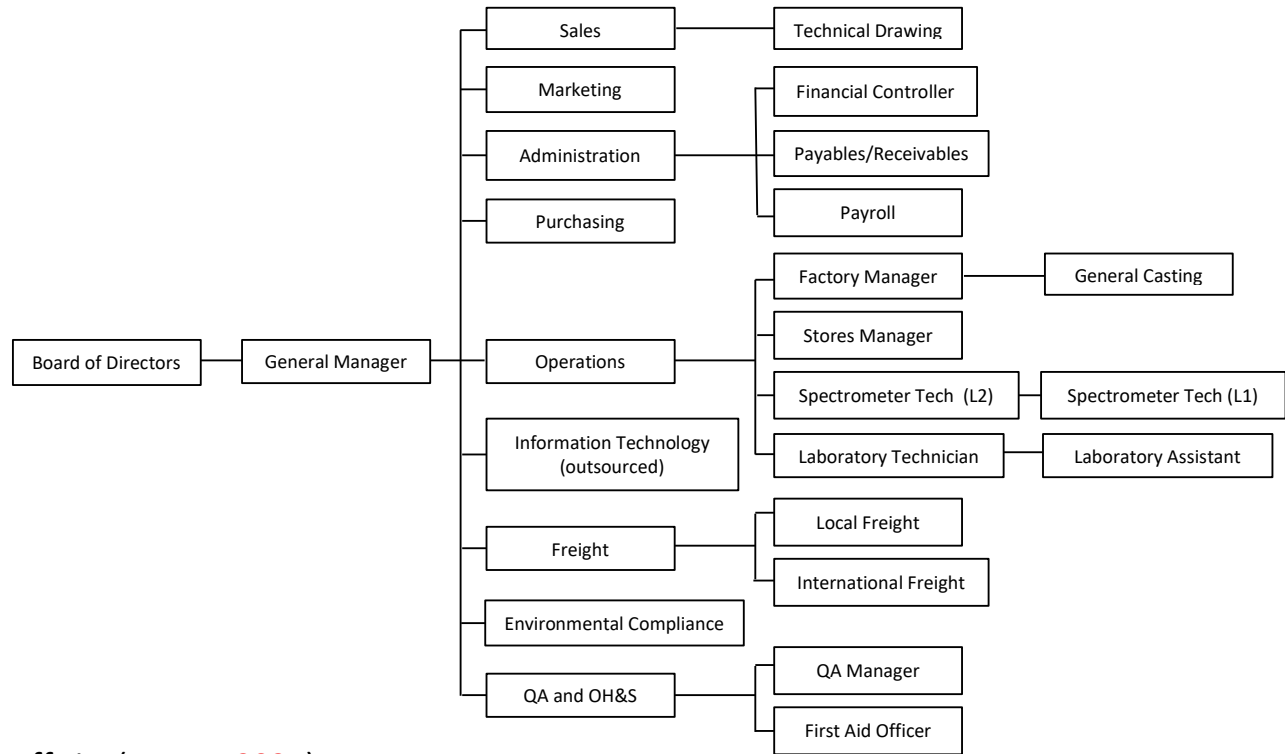 Sales
Technical Drawing
Marketing
Financial Controller
Administration
Payables/Receivables
Payroll
Purchasing
Factory Manager
General Casting
Stores Manager
Board of Directors
General Manager
Operations
Spectrometer Tech (L2)
Spectrometer Tech (L1)
Information Technology
(outsourced)
Laboratory Technician
Laboratory Assistant
Local Freight
Freight
International Freight
Environmental Compliance
QA Manager
QA and OH&S
First Aid Officer